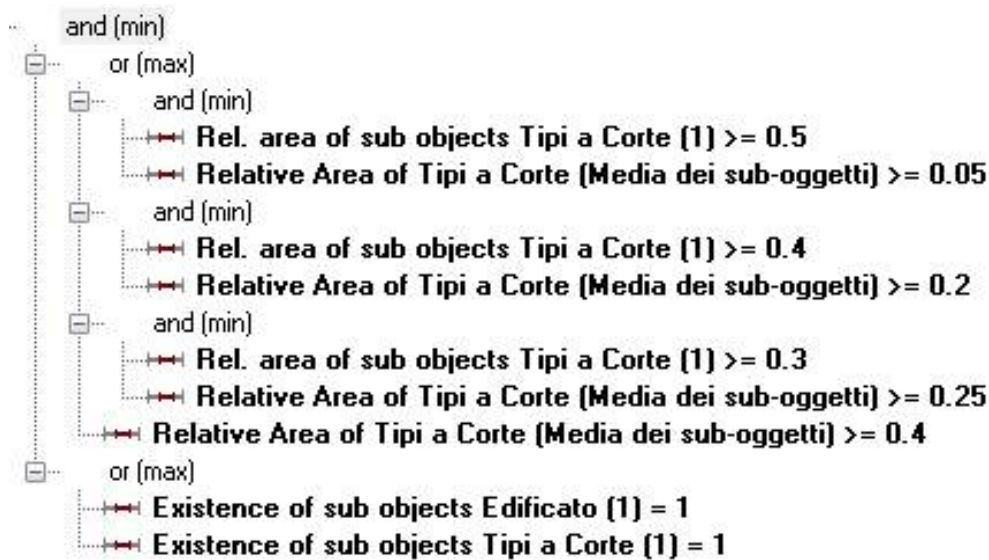 and (min)
or (max)
and (min)
Rel. area of sub objects Tipi a Corte (1) >= 0.5
Relative Area of Tipi a Corte (Media dei sub-oggetti) >= 0.05
and (min)
Rel. area of sub objects Tipi a Corte (1) >= 0.4
Relative Area of Tipi a Corte (Media dei sub-oggetti) >= 0.2
and (min)
Rel. area of sub objects Tipi a Corte (1) >= 0.3
Relative Area of Tipi a Corte (Media dei sub-oggetti) >= 0.25
Relative Area of Tipi a Corte (Media dei sub-oggetti) >= 0.4
or (max)
Existence of sub objects Edificato (1) = 1
Existence of sub objects Tipi a Corte (1) = 1